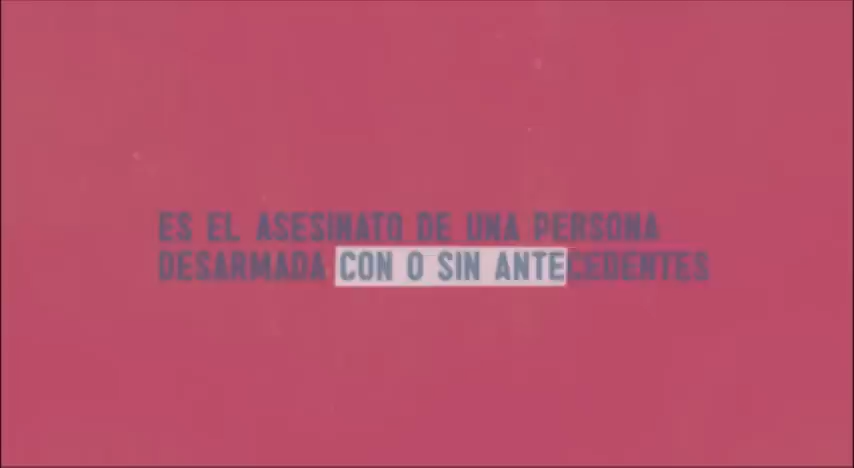 ES EL ASESINATO DE UNA PERSONA
DESARMADA CON O SIN ANTECEDENTES